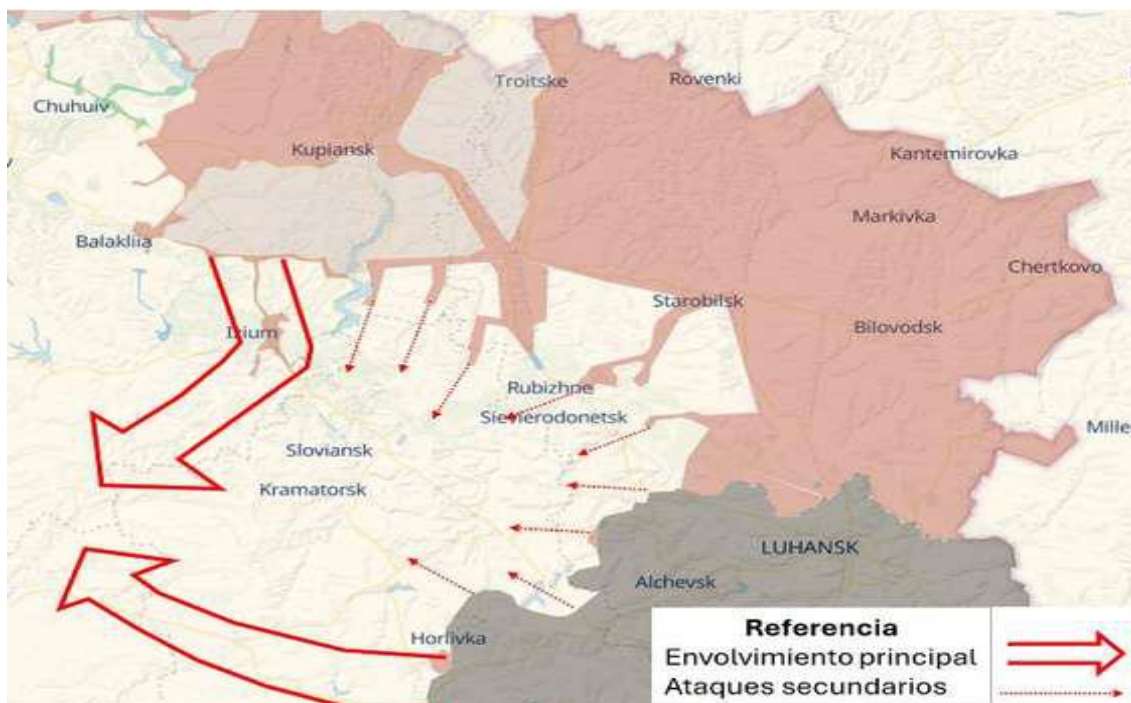 Troitske
Rovenki
Chuhuiv
Kupiansk
Kantemirovka
Markivka
Balakliia
Chertkovo
Starobilsk
Izium
Bilovodsk
Rubizhne
Sievierodonetsk
Mille
Sloviansk
Kramatorsk
LUHANSK
Alchevsk
Horlivka
Referencia
Envolvimiento principal
Ataques secundarios